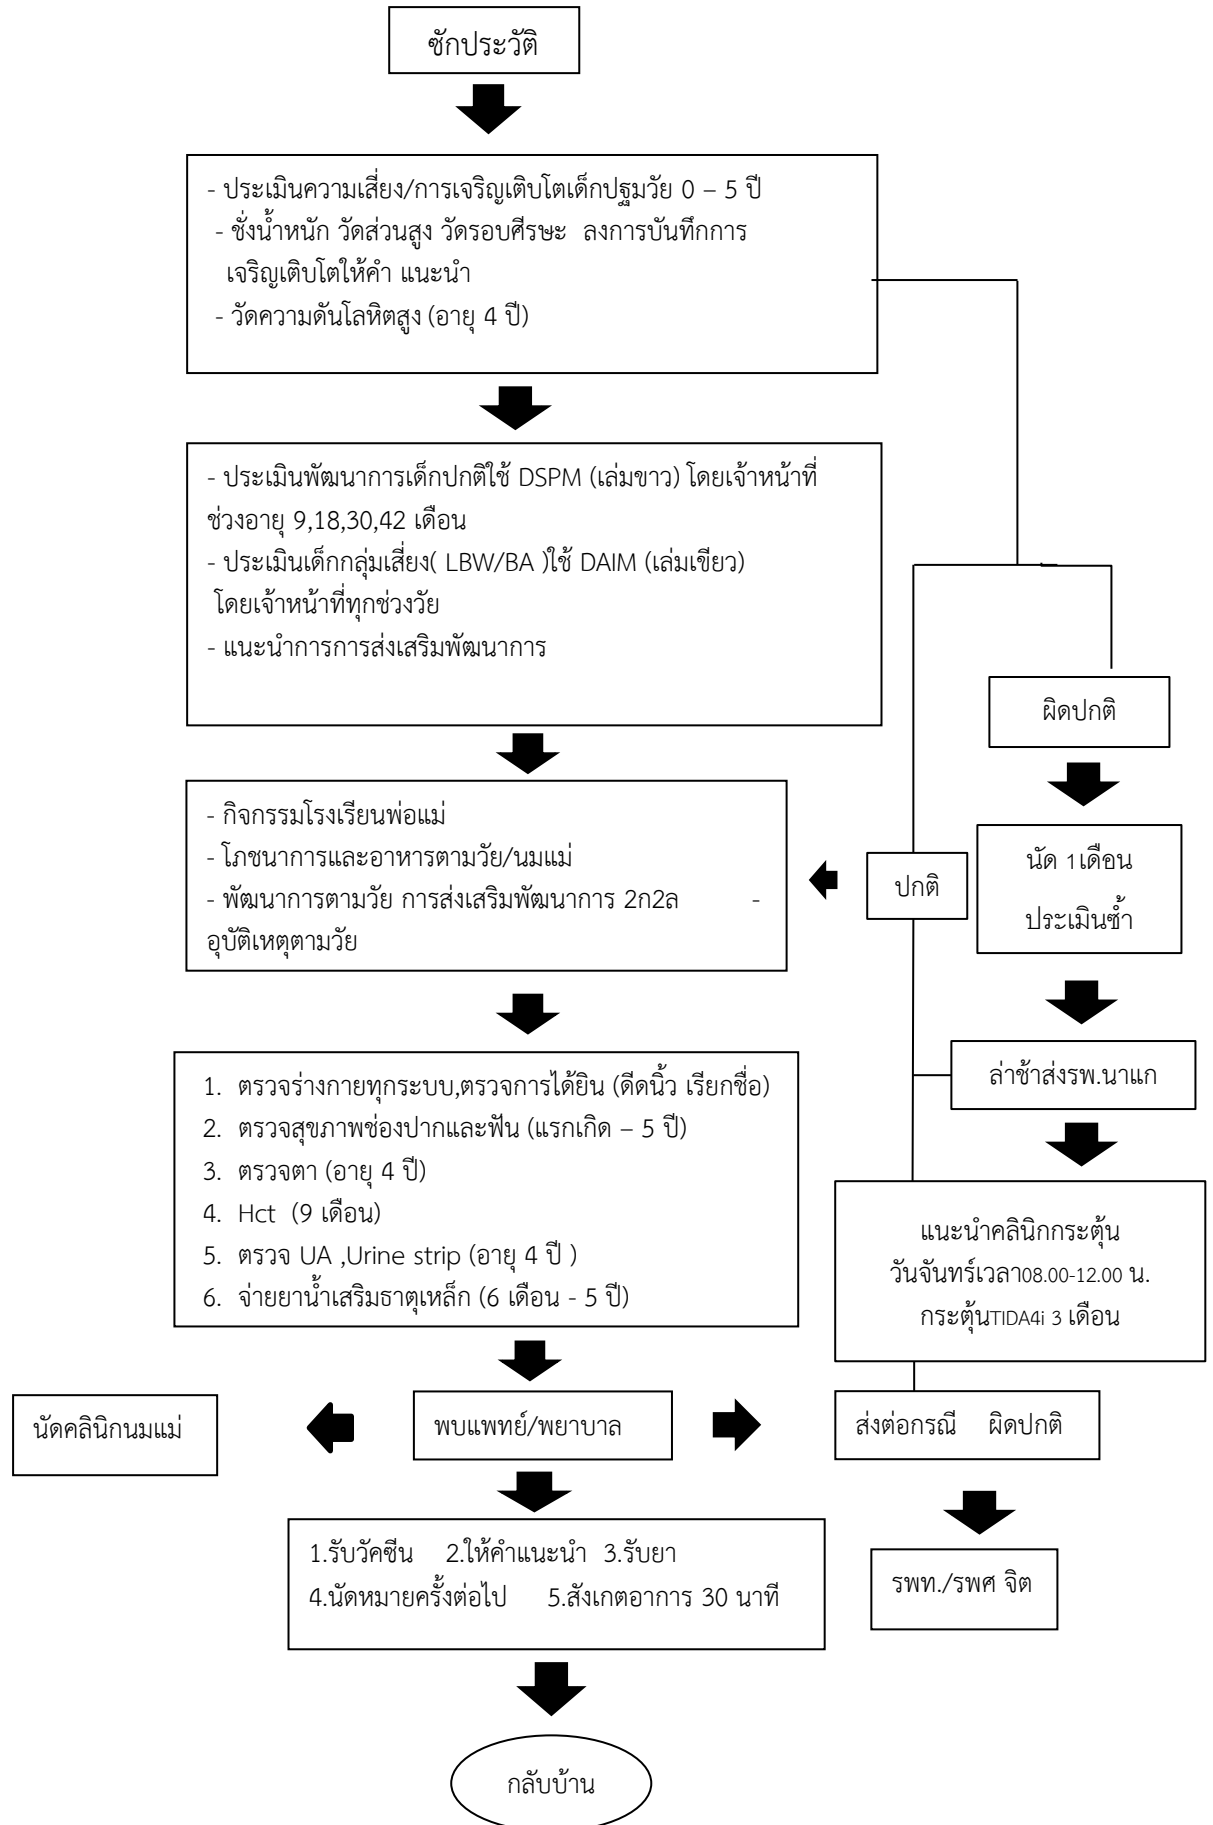 ซักประวัติ
- ประเมินความเสี่ยง/การเจริญเติบโตเด็กปฐมวัย 0 – 5 ปี
- ชั่งน้ำหนัก วัดส่วนสูง วัดรอบศีรษะ ลงการบันทึกการ
เจริญเติบโตให้คำ แนะนำ
- วัดความดันโลหิตสูง (อายุ 4 ปี)
- ประเมินพัฒนาการเด็กปกติใช้ DSPM (เล่มขาว) โดยเจ้าหน้าที่
ช่วงอายุ 9,18,30,42 เดือน
- ประเมินเด็กกลุ่มเสี่ยง( LBW/BA )ใช้ DAIM (เล่มเขียว)
โดยเจ้าหน้าที่ทุกช่วงวัย
- แนะนำการการส่งเสริมพัฒนาการ
ผิดปกติ
- กิจกรรมโรงเรียนพ่อแม่
- โภชนาการและอาหารตามวัย/นมแม่
- พัฒนาการตามวัย การส่งเสริมพัฒนาการ 2ก2ล -
อุบัติเหตุตามวัย
ปกติ
นัด 1เดือน
ประเมินซ้ำ
ล่าช้าส่งรพ.นาแก
1. ตรวจร่างกายทุกระบบ,ตรวจการได้ยิน (ดีดนิ้ว เรียกชื่อ)
2. ตรวจสุขภาพช่องปากและฟัน (แรกเกิด – 5 ปี)
3. ตรวจตา (อายุ 4 ปี)
4. Hct (9 เดือน)
5. ตรวจ UA ,Urine strip (อายุ 4 ปี )
6. จ่ายยาน้ำเสริมธาตุเหล็ก (6 เดือน - 5 ปี)
แนะนำคลินิกกระตุ้น
วันจันทร์เวลา08.00-12.00 น.
กระตุ้นTIDA4i 3 เดือน
นัดคลินิกนมแม่
พบแพทย์/พยาบาล
ส่งต่อกรณี ผิดปกติ
1.รับวัคซีน 2.ให้คำแนะนำ 3.รับยา
4.นัดหมายครั้งต่อไป 5.สังเกตอาการ 30 นาที
รพท./รพศ จิต
กลับบ้าน